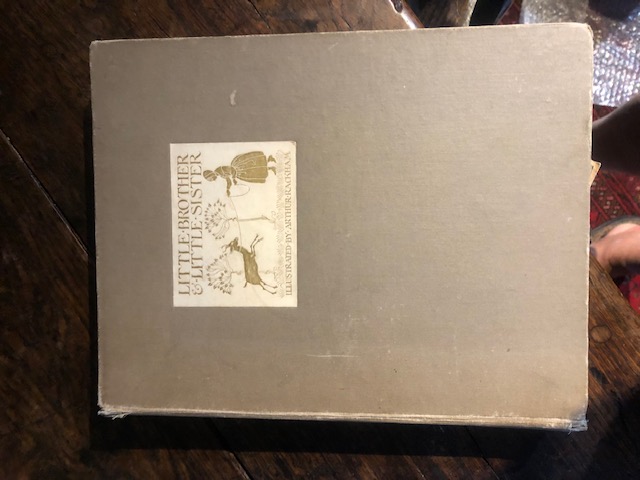 LITTLE·BROTHER
&·LITTLE·SISTER
ILLUSTRATED·BY·ARTHUR·RACKHAM